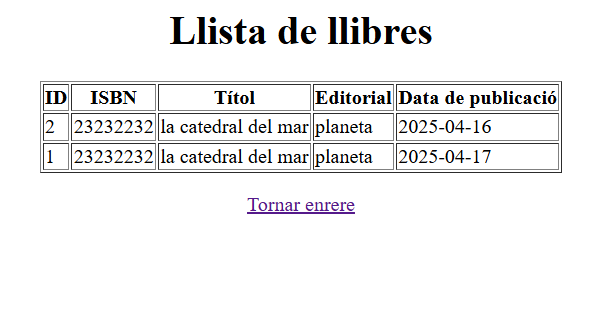 Llista de llibres
ID ISBN Títol Editorial Data de publicació
2 23232232 la catedral del mar planeta 2025-04-16
1 23232232 la catedral del mar planeta 2025-04-17
Tornar enrere